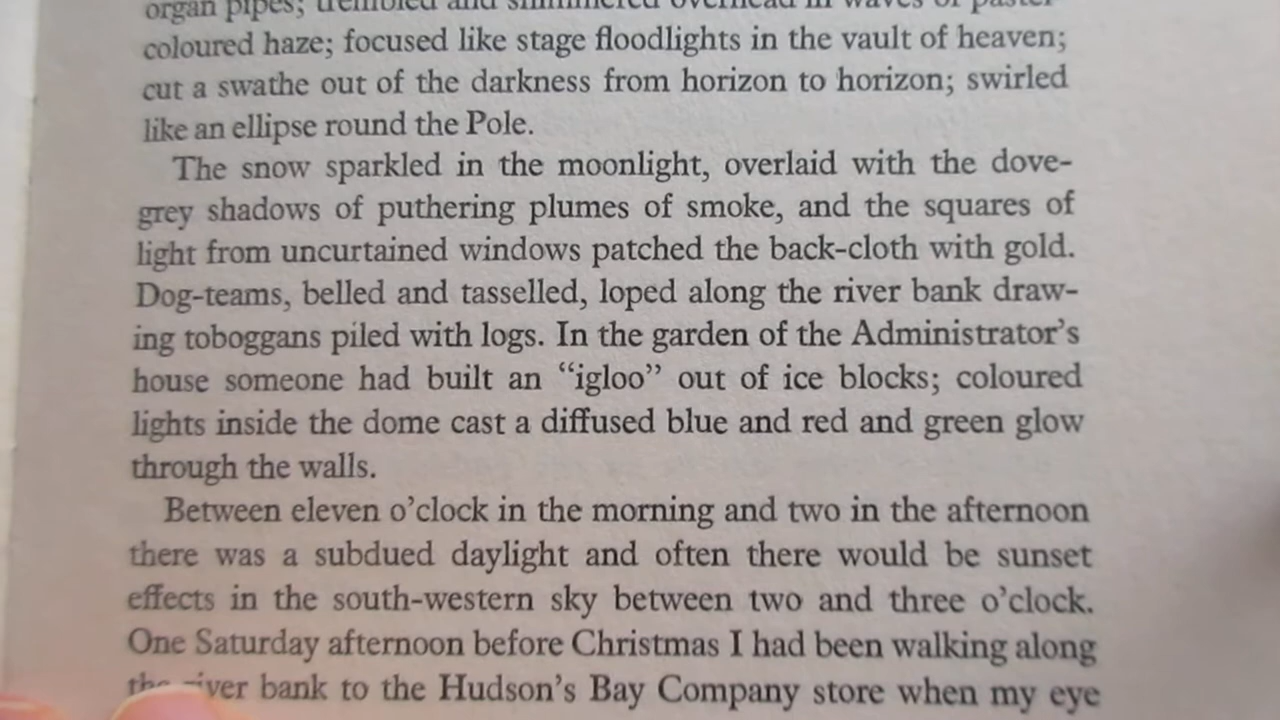 organ pipes; trembled and shimmered overhead in waves of pastel-
coloured haze; focused like stage floodlights in the vault of heaven;
cut a swathe out of the darkness from horizon to horizon; swirled
like an ellipse round the Pole.
The snow sparkled in the moonlight, overlaid with the dove-
grey shadows of puthering plumes of smoke, and the squares of
light from uncurtained windows patched the back-cloth with gold.
Dog-teams, belled and tasselled, loped along the river bank draw-
ing toboggans piled with logs. In the garden of the Administrator's
house someone had built an “igloo” out of ice blocks; coloured
lights inside the dome cast a diffused blue and red and green glow
through the walls.
Between eleven o'clock in the morning and two in the afternoon
there was a subdued daylight and often there would be sunset
effects in the south-western sky between two and three o'clock.
One Saturday afternoon before Christmas I had been walking along
the river bank to the Hudson's Bay Company store when my eye